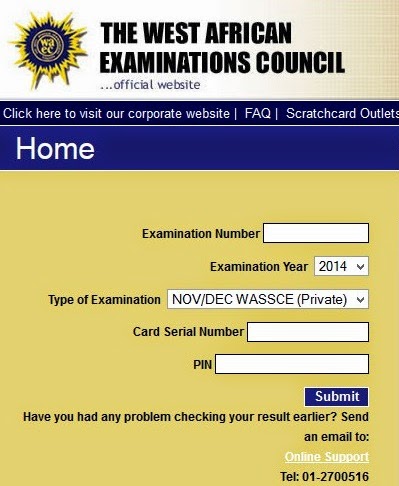 waec
THE WEST AFRICAN
EXAMINATIONS COUNCIL
...official website
Click here to visit our corporate website | FAQ | Scratchcard Outlets
Home
Examination Number
Examination Year 2014
Type of Examination NOV/DEC WASSCE (Private)
Card Serial Number
PIN
Submit
Have you had any problem checking your result earlier? Send
an email to:
Online Support
Tel: 01-2700516